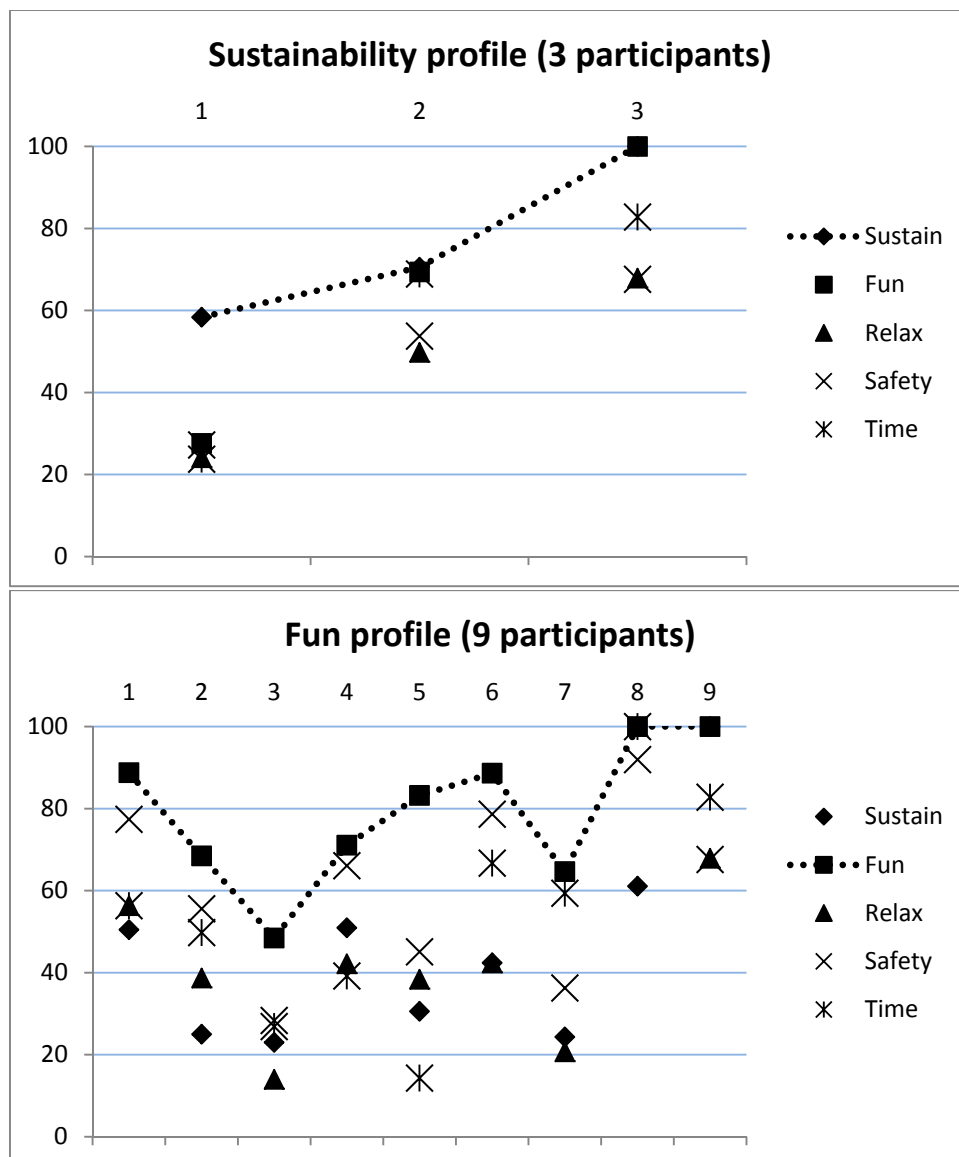 Sustainability profile (3 participants)
1 2 3
100
80
60
40
20
0
Sustain
Fun
Relax
Safety
Time
Fun profile (9 participants)
1 2 3 4 5 6 7 8 9
100
80
60
40
20
0
Sustain
Fun
Relax
Safety
Time